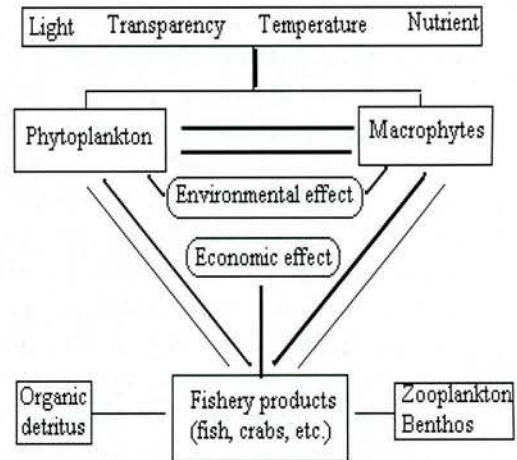 Light Transparency Temperature Nutrient
Phytoplankton
Macrophytes
Environmental effect
Economic effect
Organic
detritus
Fishery products
(fish, crabs, etc.)
Zooplankton
Benthos